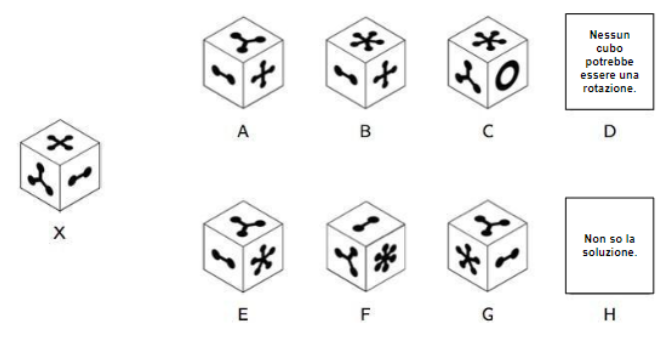 Nessun
cubo
potrebbe
essere una
rotazione.
A
B
C
D
X
Non so la
soluzione.
E
F
G
H